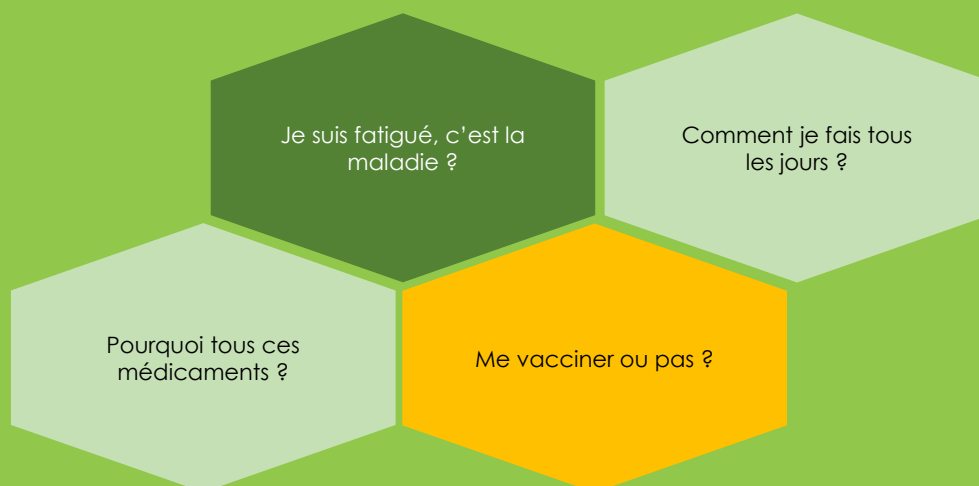 Je suis fatigué, c’est la
maladie ?
Comment je fais tous
les jours ?
Pourquoi tous ces
médicaments ?
Me vacciner ou pas ?